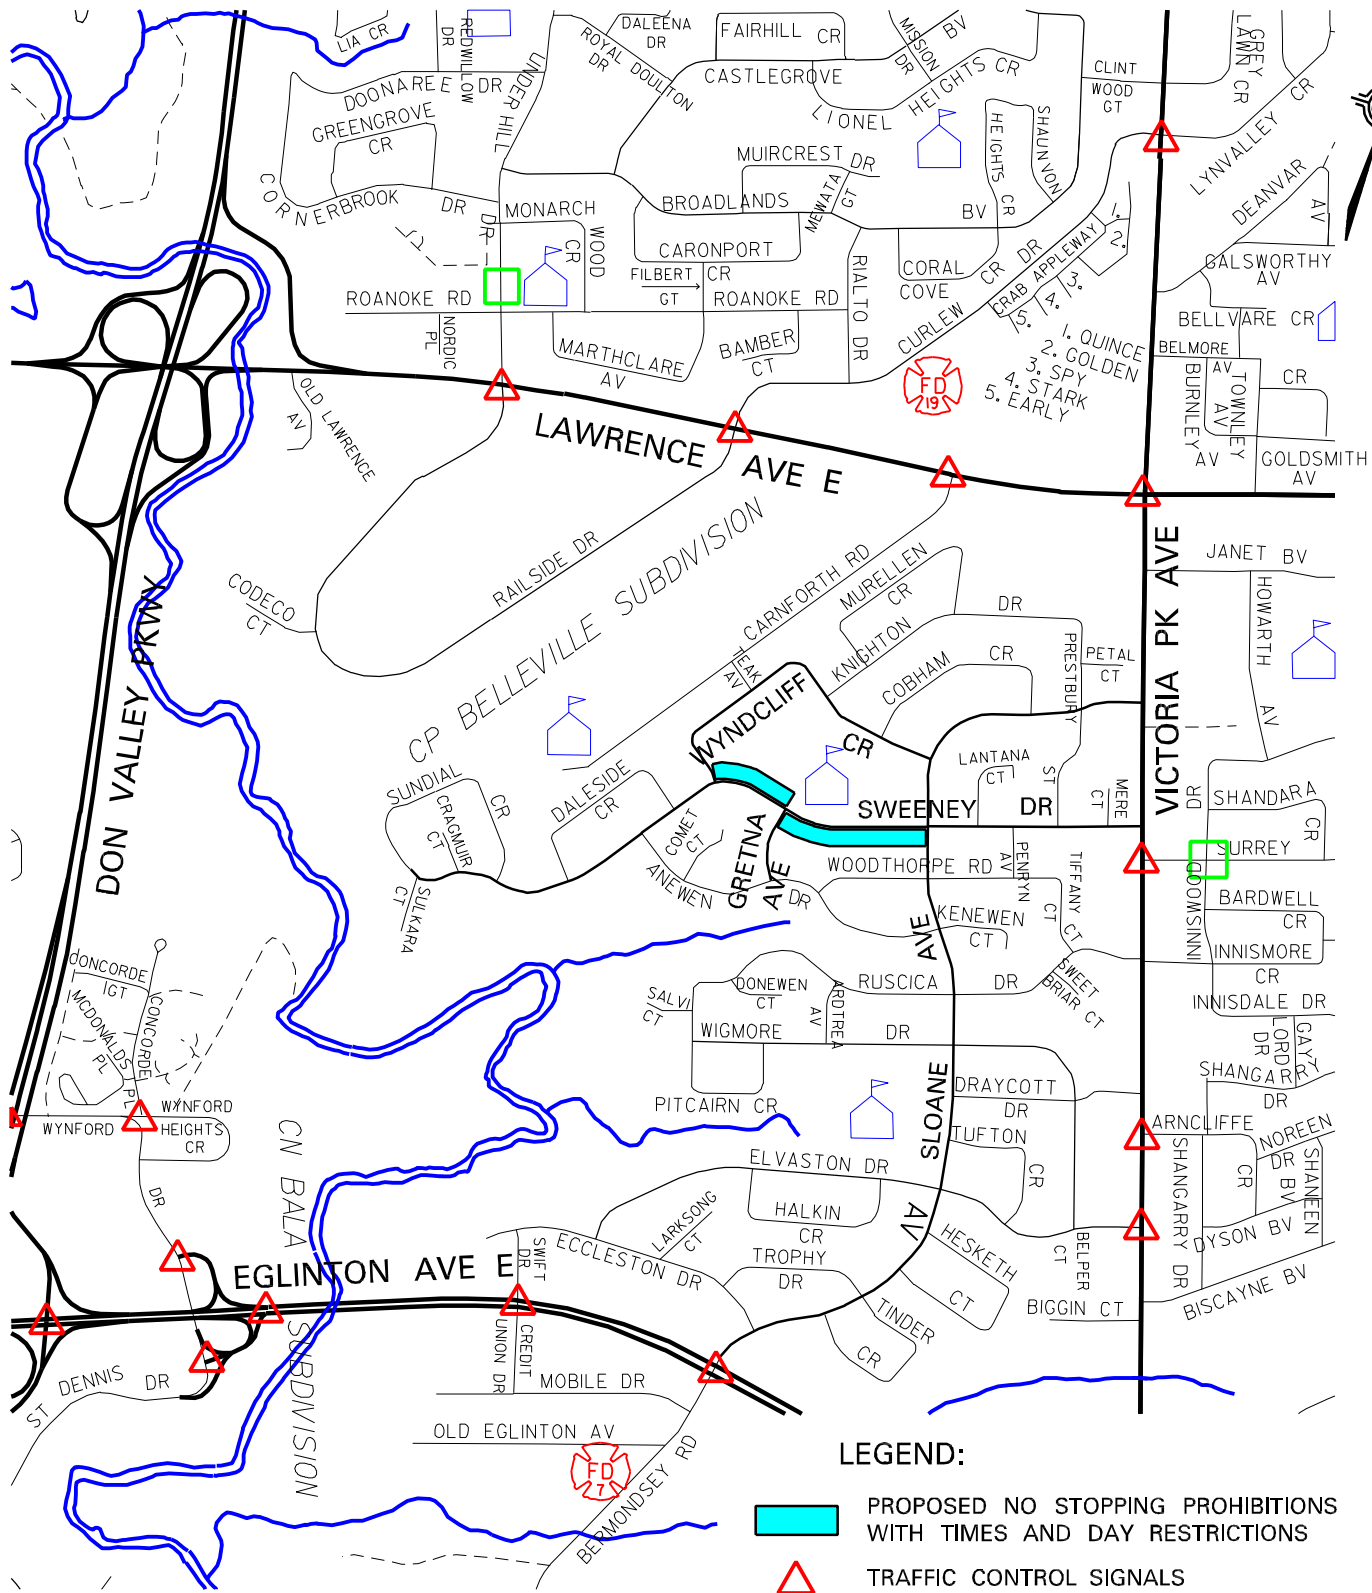 LIA CR
REDWILLOW
DR
UNDERHILL
DR
ROYAL DOULTON
DR
DALEENA
DR
FAIRHILL CR
CASTLEGROVE
BV
MISSION
DR
LIONEL HEIGHTS CR
CLINT
WOOD
GT
GREY
LAWN CR
LYNVALLEY CR
DOONAREE DR
GREENGROVE
CR
CORNERBROOK DR
MUIRCREST DR
MEWATA
GT
HEIGHTS CR
SHAUNVON
DEANVAR
AV
MONARCH
WOOD
CR
BROADLANDS BV
CARONPORT
CR
FILBERT
GT
ROANOKE RD
ROANOKE RD
RIALTO DR
CORAL
COVE
CURLEW DR
CR
CRAB APPLEWAY
1.
2.
3.
4.
5.
1. QUINCE
2. GOLDEN
3. SPY
4. STARK
5. EARLY
GALSWORTHY
AV
BELLVARE CR
BELMORE
AV
BURNLEY
AV
TOWNLEY
AV
CR
GOLDSMITH
AV
NORDIC
PL
MARTHCLARE
AV
BAMBER
CT
FD
19
OLD LAWRENCE
AV
LAWRENCE AVE E
RAILSIDE DR
CP BELLEVILLE SUBDIVISION
CODECO
CT
DON VALLEY PKWY
CARNFORTH RD
MURELLEN
CR
KNIGHTON
DR
TEAK
AV
COBHAM
CR
PRESTBURY
ST
PETAL
CT
VICTORIA PK AVE
JANET BV
HOWARTH
AV
WYNDCLIFF
CR
LANTANA
CT
MERE
CT
SWEENEY DR
SUNDIAL
CR
CRAGMUIR
CT
DALESIDE
CR
COMET
CT
GRETNA
AVE
ANEWEN
DR
SULKARA
CT
WOODTHORPE RD
PENRYN
AV
TIFFANY CT
CT
KENEWEN
CT
DR
SHANDARA
CR
SURREY
DOOMSINNI
BARDWELL
CR
INNISMORE
CR
INNISDALE DR
LORD
DR
GAYY
SHANGARRY
DR
CONCORDE
GT
CONCORDE
PL
MCDONALDS
PL
WYNFORD
HEIGHTS
CR
WYNFORD
DR
SALVI
CT
DONEWEN
CT
ARDTREA
AV
RUSCICA DR
SWEET
BRIAR CT
WIGMORE DR
PITCAIRN CR
SLOANE
AVE
AV
DRAYCOTT
DR
TUFTON
CR
ARNCLIFFE
CR
NOREEN
DR
SHANEEN
BV
SHANGARRY DR
DYSON BV
BISCAYNE BV
CN BALA
SUBDIVISION
ELVASTON DR
HALKIN
CR
LARKSONG
CT
TROPHY
DR
ECCLESTON DR
SWIFT
DR
HESKETH
CT
BELPER
CT
BIGGIN CT
TINDER
CR
EGLINTON AVE E
CREDIT
UNION DR
MOBILE DR
ST DENNIS DR
OLD EGLINTON AV
FD
7
BERMONDSEY RD
LEGEND:
PROPOSED NO STOPPING PROHIBITIONS
WITH TIMES AND DAY RESTRICTIONS
TRAFFIC CONTROL SIGNALS